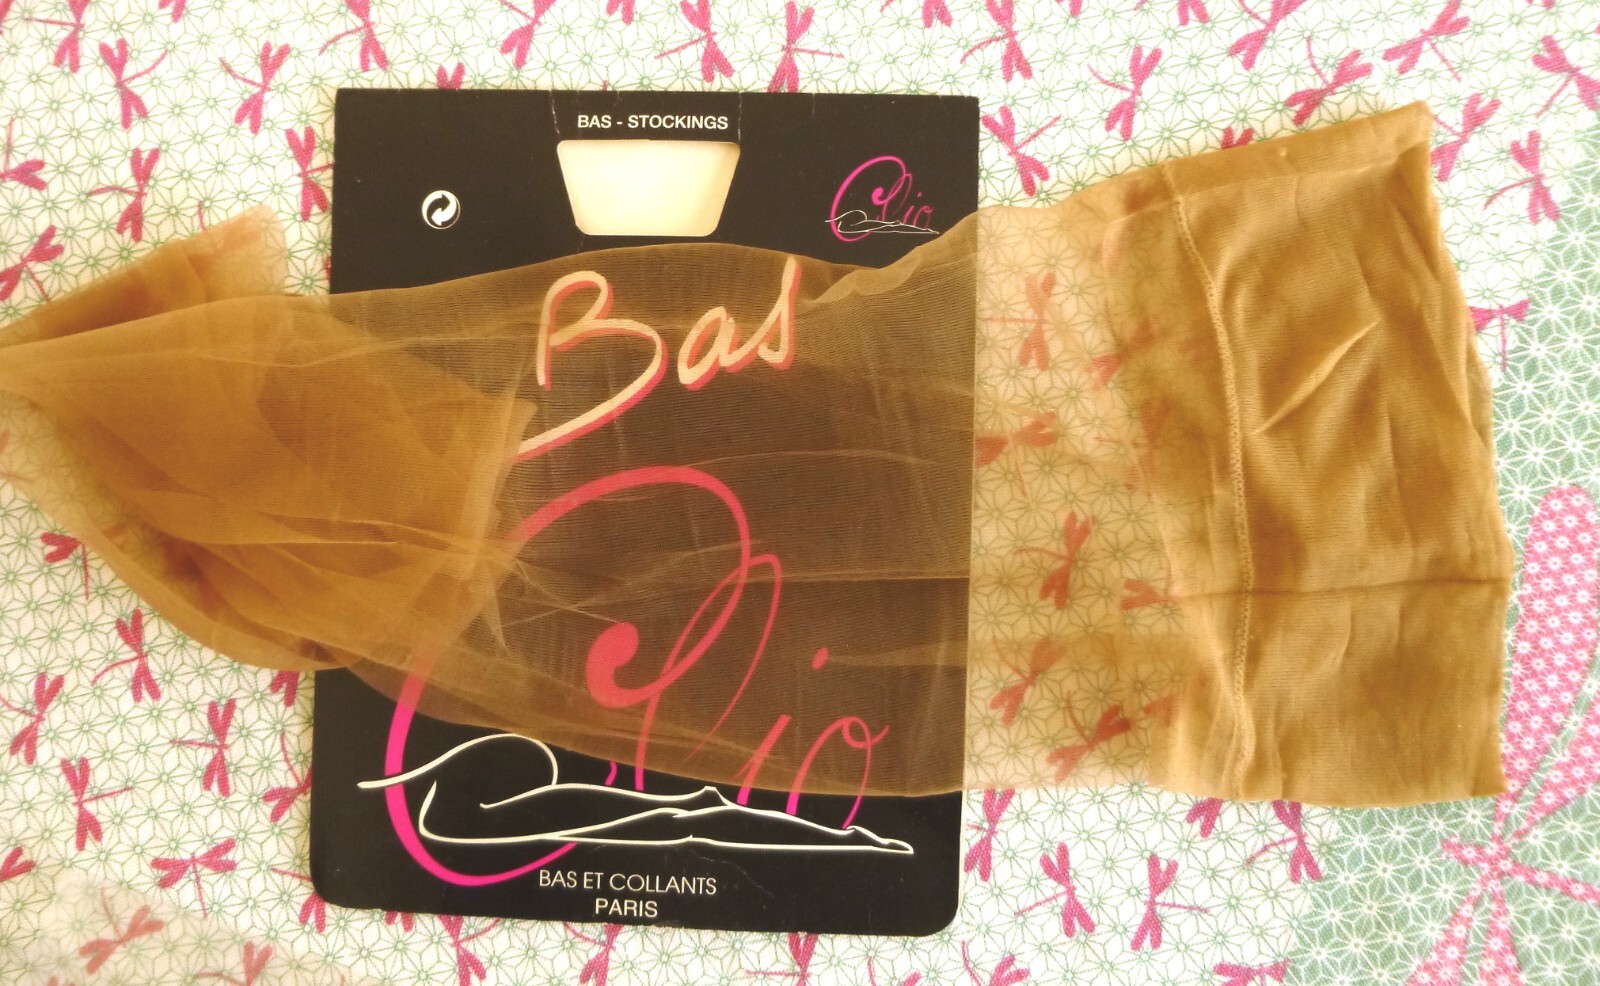 BAS - STOCKINGS
Clio
Bas
Clio
BAS ET COLLANTS
PARIS